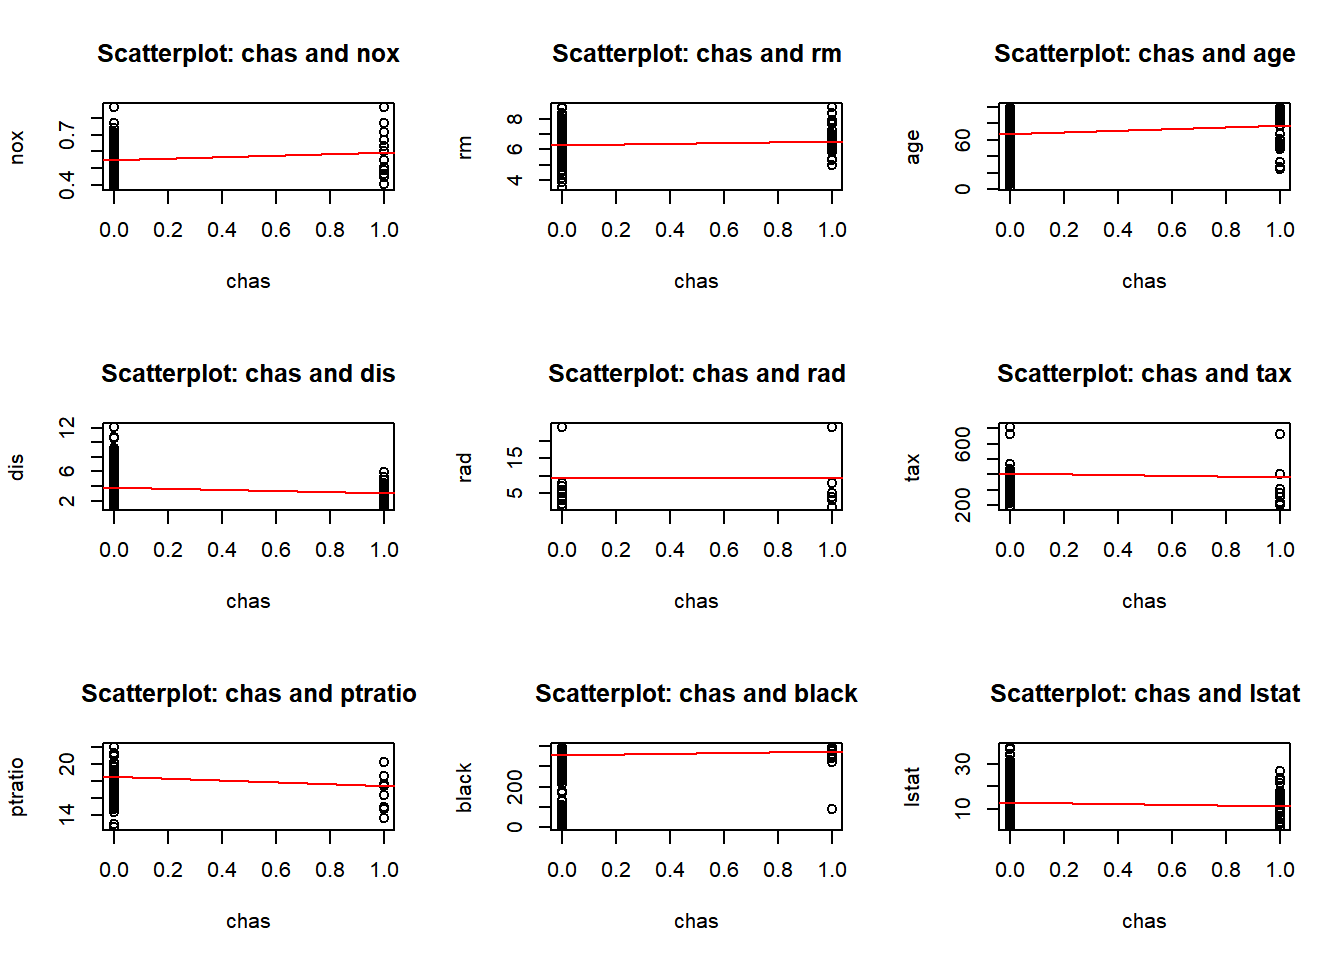 Scatterplot: chas and nox
nox
0.4 0.7
0.0 0.2 0.4 0.6 0.8 1.0
chas
Scatterplot: chas and rm
rm
4 6 8
0.0 0.2 0.4 0.6 0.8 1.0
chas
Scatterplot: chas and age
age
0 60
0.0 0.2 0.4 0.6 0.8 1.0
chas
Scatterplot: chas and dis
dis
2 6 12
0.0 0.2 0.4 0.6 0.8 1.0
chas
Scatterplot: chas and rad
rad
5 15
0.0 0.2 0.4 0.6 0.8 1.0
chas
Scatterplot: chas and tax
tax
200 600
0.0 0.2 0.4 0.6 0.8 1.0
chas
Scatterplot: chas and ptratio
ptratio
14 20
0.0 0.2 0.4 0.6 0.8 1.0
chas
Scatterplot: chas and black
black
0 200
0.0 0.2 0.4 0.6 0.8 1.0
chas
Scatterplot: chas and lstat
lstat
10 30
0.0 0.2 0.4 0.6 0.8 1.0
chas